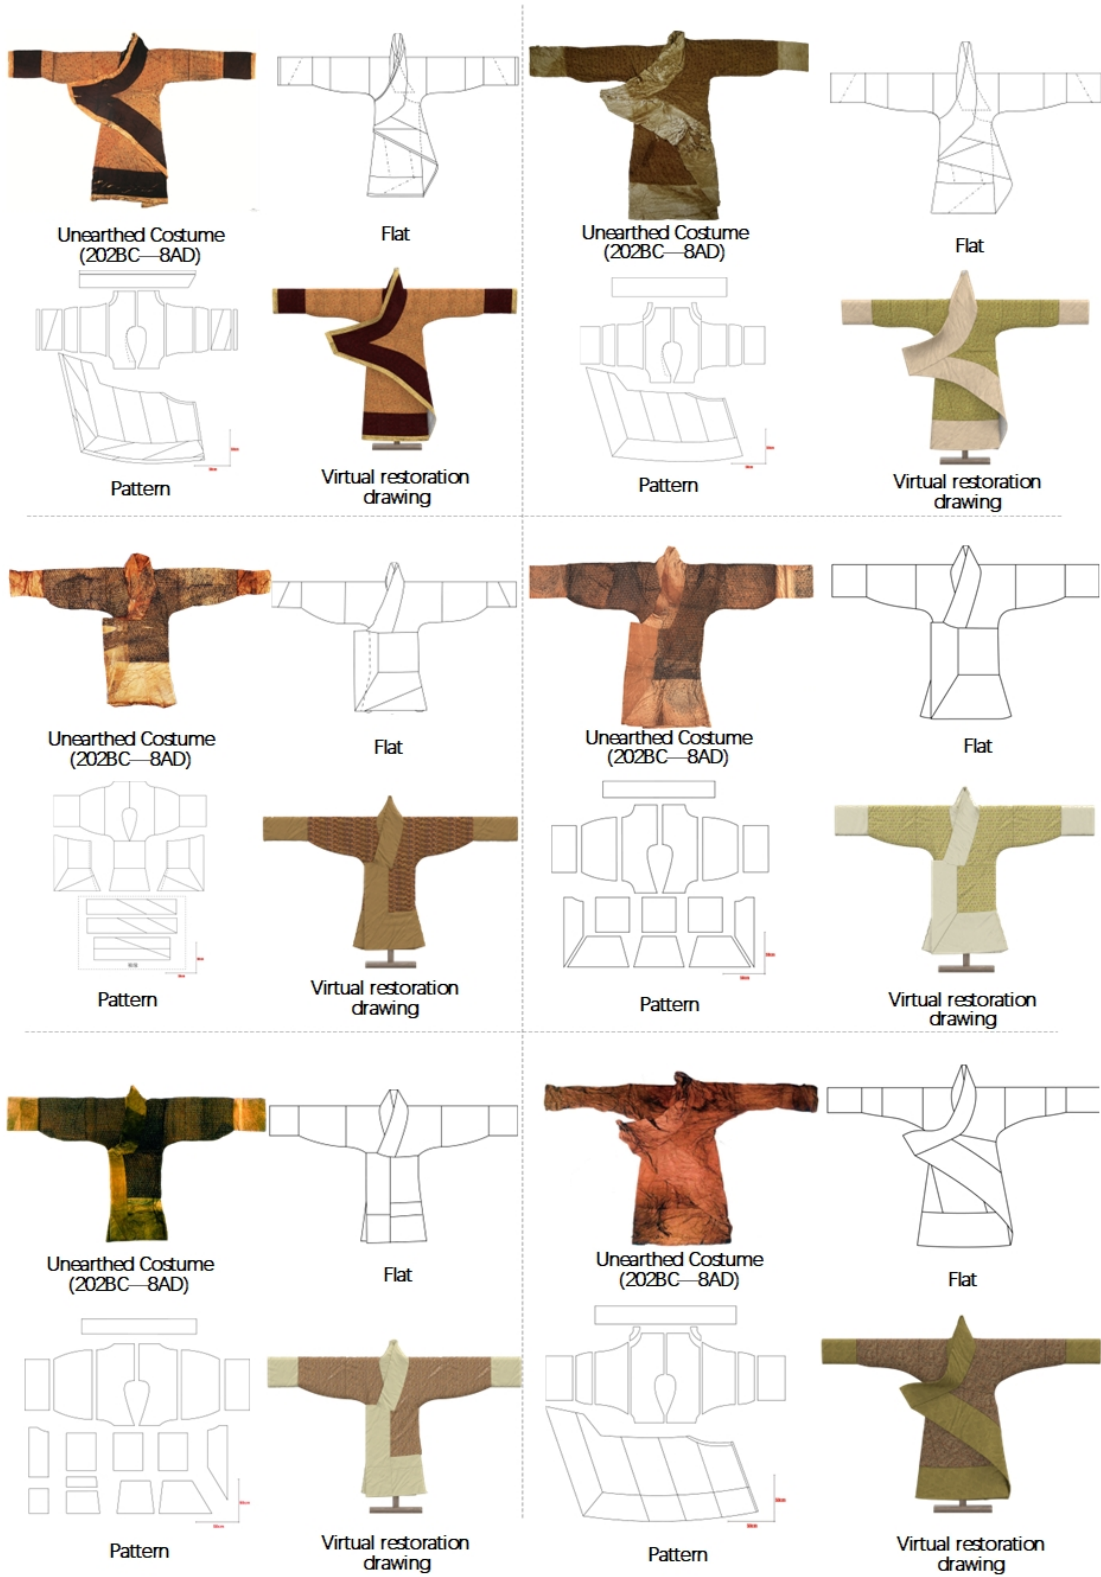 Unearthed Costume
(202BC—8AD)
Flat
Pattern
Virtual restoration
drawing
Unearthed Costume
(202BC—8AD)
Flat
Pattern
Virtual restoration
drawing
Unearthed Costume
(202BC—8AD)
Flat
Pattern
Virtual restoration
drawing
Unearthed Costume
(202BC—8AD)
Flat
Pattern
Virtual restoration
drawing
Unearthed Costume
(202BC—8AD)
Flat
Pattern
Virtual restoration
drawing
Unearthed Costume
(202BC—8AD)
Flat
Pattern
Virtual restoration
drawing